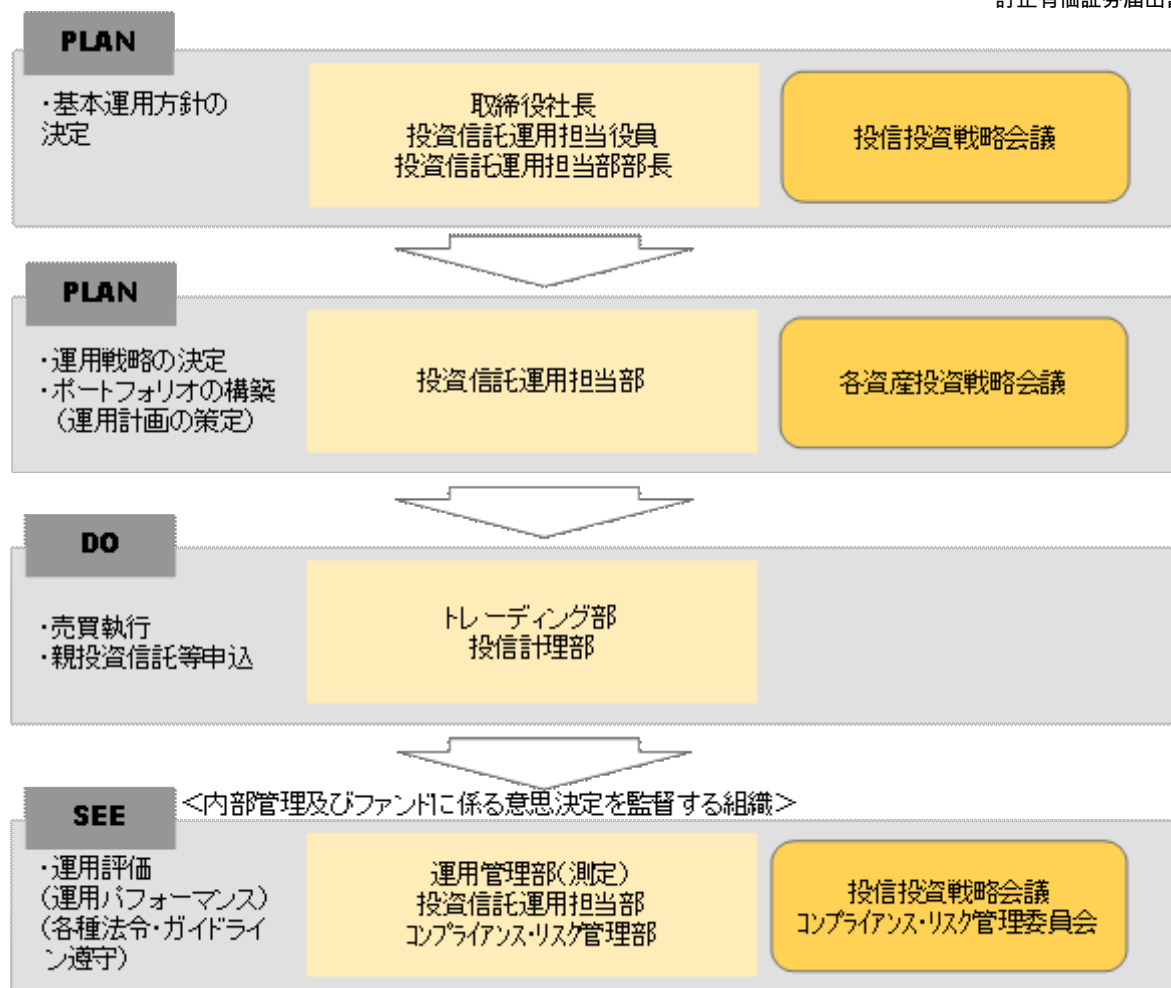 PLAN
・基本運用方針の
決定
取締役社長
投資信託運用担当役員
投資信託運用担当部部長
投信投資戦略会議
PLAN
・運用戦略の決定
・ポートフォリオの構築
（運用計画の策定）
投資信託運用担当部
各資産投資戦略会議
DO
・売買執行
・親投資信託等申込
トレーディング部
投信計理部
SEE
＜内部管理及びファンドに係る意思決定を監督する組織＞
・運用評価
（運用パフォーマンス）
（各種法令・ガイドライ
ン遵守）
運用管理部（測定）
投資信託運用担当部
コンプライアンス・リスク管理部
投信投資戦略会議
コンプライアンス・リスク管理委員会